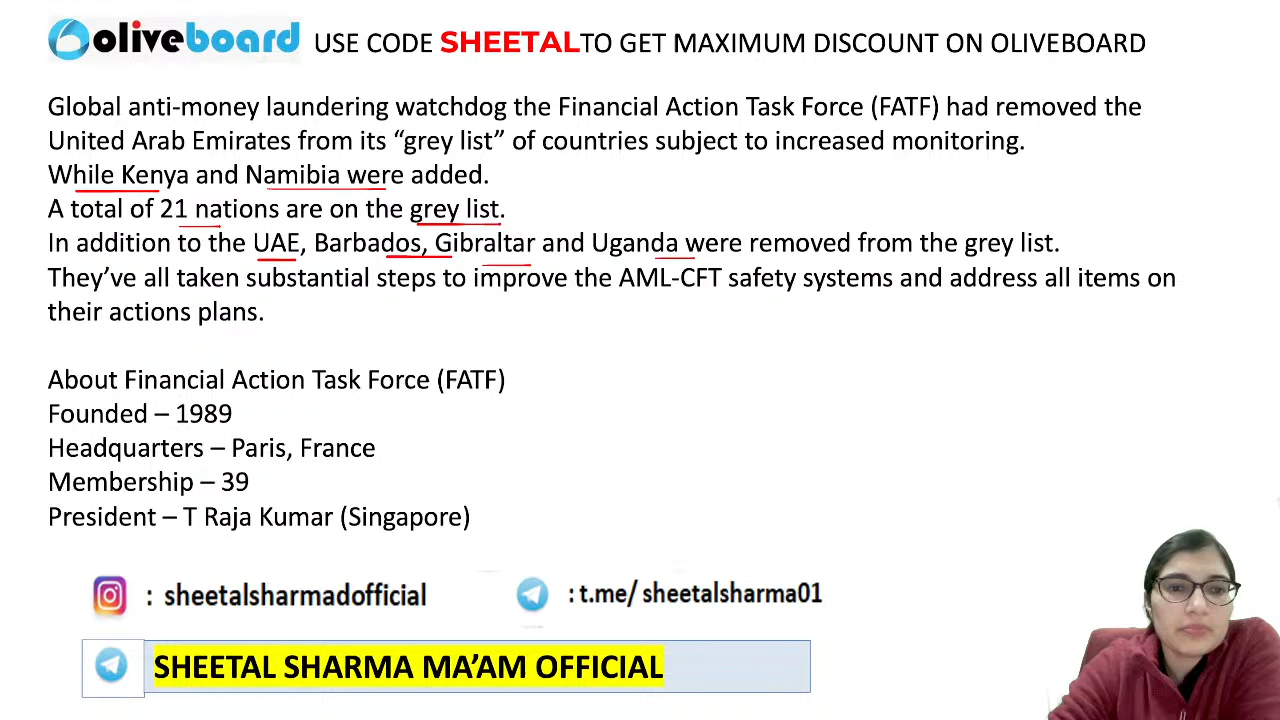 oliveboard USE CODE SHEETAL TO GET MAXIMUM DISCOUNT ON OLIVEBOARD
Global anti-money laundering watchdog the Financial Action Task Force (FATF) had removed the
United Arab Emirates from its “grey list” of countries subject to increased monitoring.
While Kenya and Namibia were added.
A total of 21 nations are on the grey list.
In addition to the UAE, Barbados, Gibraltar and Uganda were removed from the grey list.
They’ve all taken substantial steps to improve the AML-CFT safety systems and address all items on
their actions plans.
About Financial Action Task Force (FATF)
Founded – 1989
Headquarters – Paris, France
Membership – 39
President – T Raja Kumar (Singapore)
: sheetalsharmadofficial : t.me/ sheetalsharma01
SHEETAL SHARMA MA’AM OFFICIAL